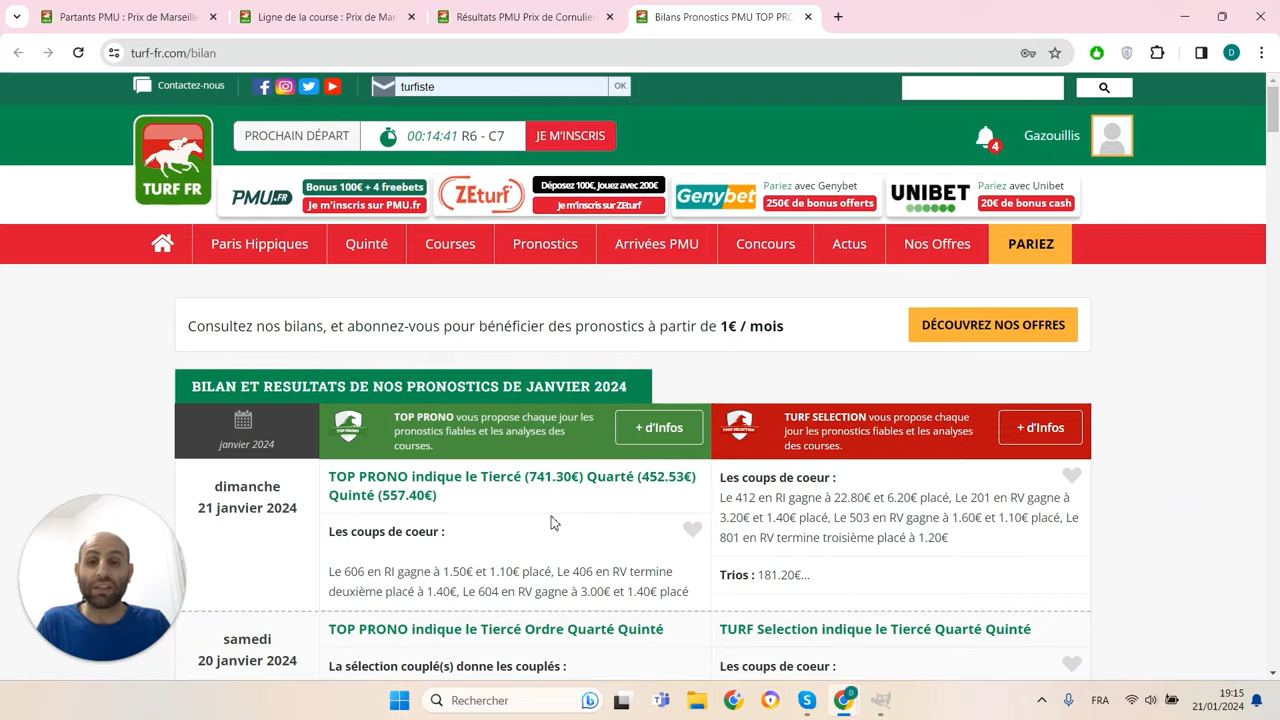 Partants PMU : Prix de Marseille
Ligne de la course : Prix de Mar
Résultats PMU Prix de Cornulier
Bilans Pronostics PMU TOP PRO
turf-fr.com/bilan
Contactez-nous
turfiste
OK
PROCHAIN DÉPART
00:14:41 R6 - C7
JE M'INSCRIS
4
Gazouillis
TURF FR
PMU.FR
Bonus 100€ + 4 freebets
Je m'inscris sur PMU.fr
ZEturf
Déposez 100€, Jouez avec 200€
Je m'inscris sur ZEturf
Genybet
Pariez avec Genybet
250€ de bonus offerts
UNIBET
Pariez avec Unibet
20€ de bonus cash
Paris Hippiques
Quinté
Courses
Pronostics
Arrivées PMU
Concours
Actus
Nos Offres
PARIEZ
Consultez nos bilans, et abonnez-vous pour bénéficier des pronostics à partir de 1€ / mois
DÉCOUVREZ NOS OFFRES
BILAN ET RESULTATS DE NOS PRONOSTICS DE JANVIER 2024
janvier 2024
TOP PRONO
TOP PRONO vous propose chaque jour les
pronostics fiables et les analyses des
courses.
+ d'Infos
TURF SELECTION
TURF SELECTION vous propose chaque
jour les pronostics fiables et les analyses
des courses.
+ d'Infos
dimanche
21 janvier 2024
TOP PRONO indique le Tiercé (741.30€) Quarté (452.53€)
Quinté (557.40€)
Les coups de coeur :
Le 606 en RI gagne à 1.50€ et 1.10€ placé, Le 406 en RV termine
deuxième placé à 1.40€, Le 604 en RV gagne à 3.00€ et 1.40€ placé
Les coups de coeur :
Le 412 en RI gagne à 22.80€ et 6.20€ placé, Le 201 en RV gagne à
3.20€ et 1.40€ placé, Le 503 en RV gagne à 1.60€ et 1.10€ placé, Le
801 en RV termine troisième placé à 1.20€
Trios : 181.20€...
samedi
20 janvier 2024
TOP PRONO indique le Tiercé Ordre Quarté Quinté
La sélection couplé(s) donne les couplés :
TURF Selection indique le Tiercé Quarté Quinté
Les coups de coeur :
Rechercher
FRA
19:15
21/01/2024